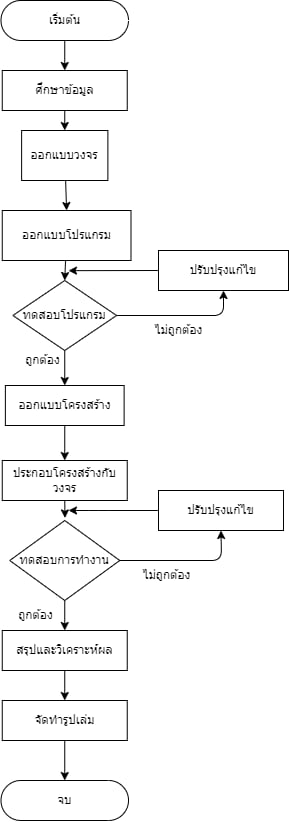 เริ่มต้น
ศึกษาข้อมูล
ออกแบบวงจร
ออกแบบโปรแกรม
ปรับปรุงแก้ไข
ทดสอบโปรแกรม
ไม่ถูกต้อง
ถูกต้อง
ออกแบบโครงสร้าง
ประกอบโครงสร้างกับ
วงจร
ปรับปรุงแก้ไข
ทดสอบการทำงาน
ไม่ถูกต้อง
ถูกต้อง
สรุปและวิเคราะห์ผล
จัดทำรูปเล่ม
จบ